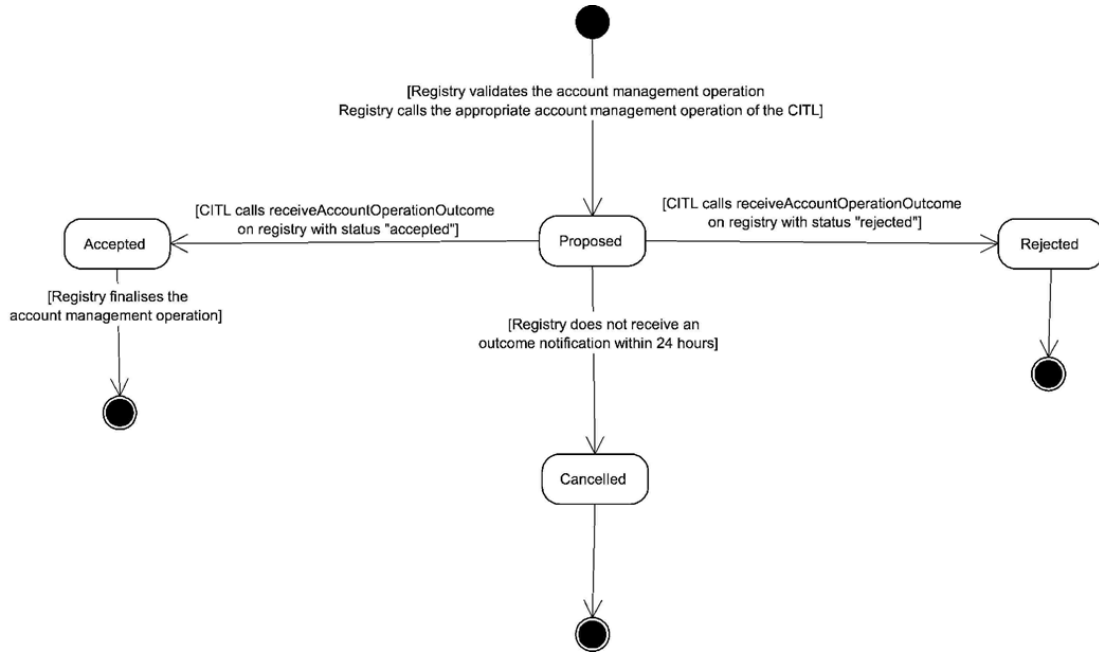 [Registry validates the account management operation
Registry calls the appropriate account management operation of the CITL]
[CITL calls receiveAccountOperationOutcome
on registry with status "accepted"]
[CITL calls receiveAccountOperationOutcome
on registry with status "rejected"]
Accepted
Proposed
Rejected
[Registry finalises the
account management operation]
[Registry does not receive an
outcome notification within 24 hours]
Cancelled